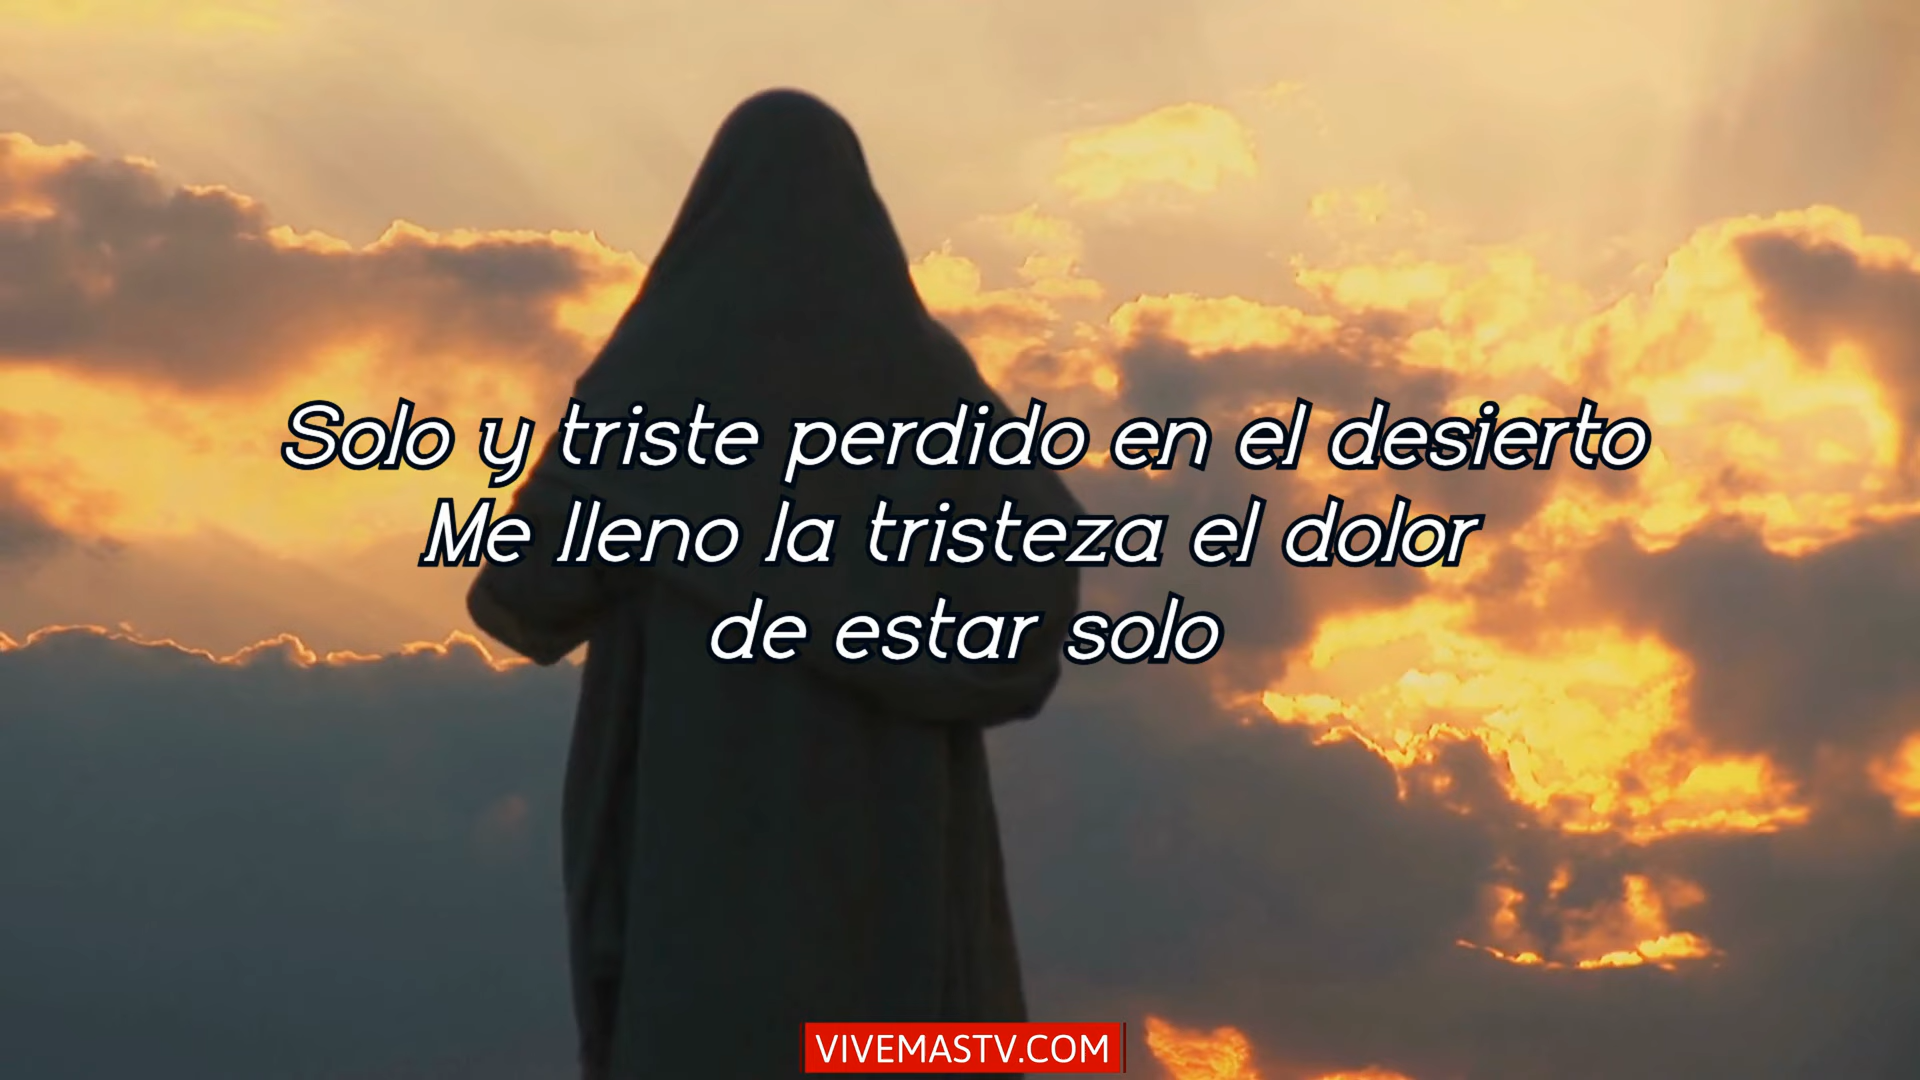 Solo y triste perdido en el desierto
Me lleno la tristeza el dolor
de estar solo
VIVEMASTV.COM